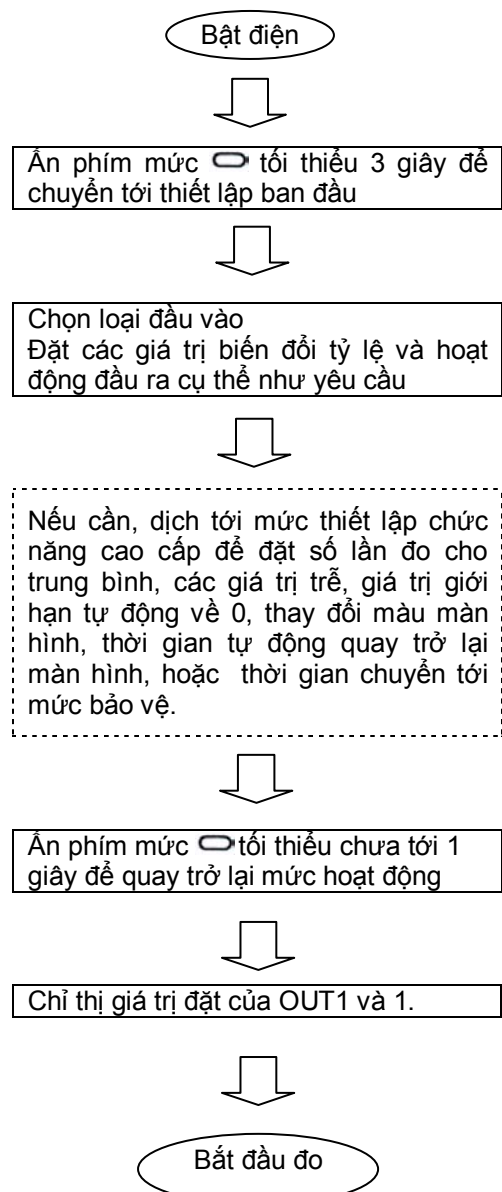 Bật điện
Ấn phím mức tối thiểu 3 giây để
chuyển tới thiết lập ban đầu
Chọn loại đầu vào
Đặt các giá trị biến đổi tỷ lệ và hoạt
động đầu ra cụ thể như yêu cầu
Nếu cần, dịch tới mức thiết lập chức
năng cao cấp để đặt số lần đo cho
trung bình, các giá trị trễ, giá trị giới
hạn tự động về 0, thay đổi màu màn
hình, thời gian tự động quay trở lại
màn hình, hoặc thời gian chuyển tới
mức bảo vệ.
Ấn phím mức tối thiểu chưa tới 1
giây để quay trở lại mức hoạt động
Chỉ thị giá trị đặt của OUT1 và 1.
Bắt đầu đo